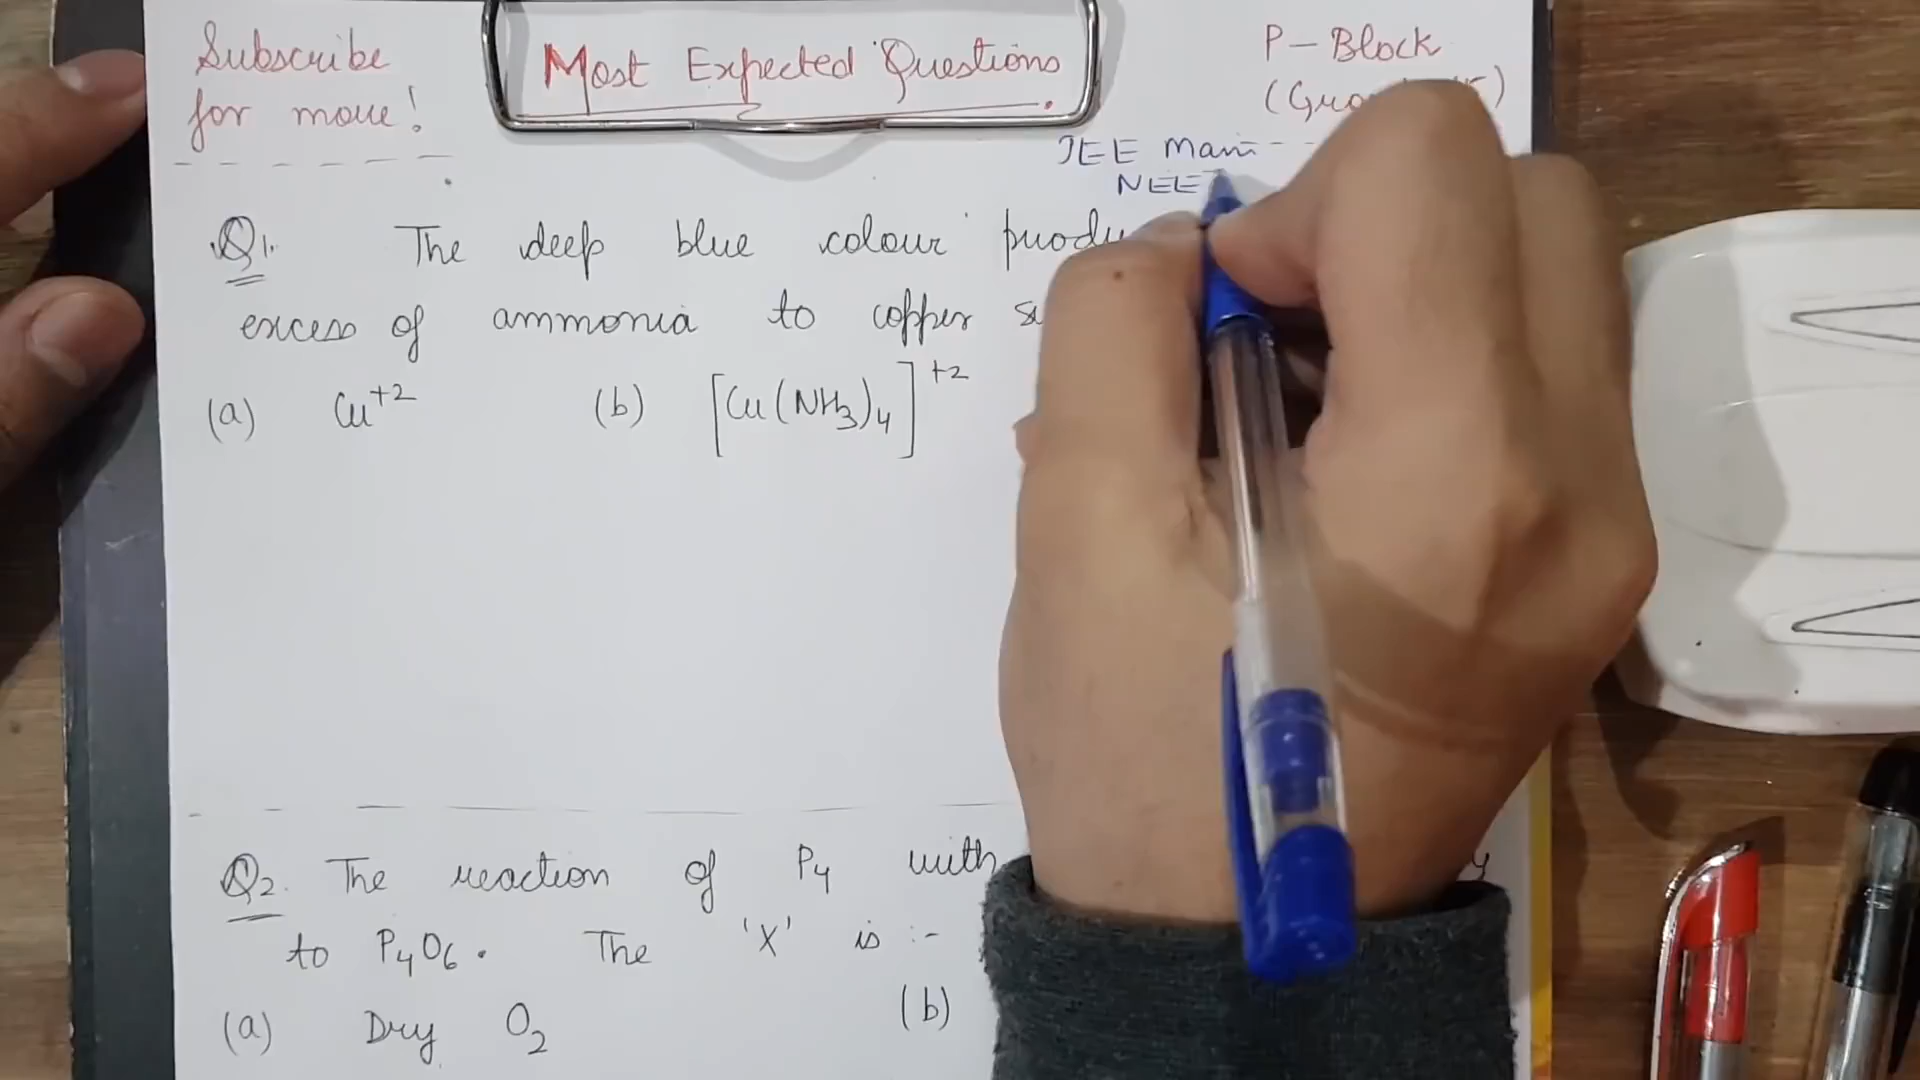 Subscribe
for more!
Most Expected Questions
P-Block
JEE Main
NEET
Q1. The deep blue colour
excess of ammonia to copper
(a) Cu+2 (b) [Cu(NH3)4]+2
Q2. The reaction of P4 with
to P4O6. The 'X' is :-
(a) Dry O2 (b)